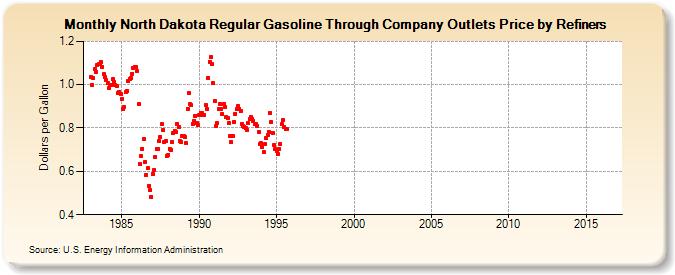 Monthly North Dakota Regular Gasoline Through Company Outlets Price by Refiners
Dollars per Gallon
1.2
1.0
0.8
0.6
0.4
1985 1990 1995 2000 2005 2010 2015
Source: U.S. Energy Information Administration